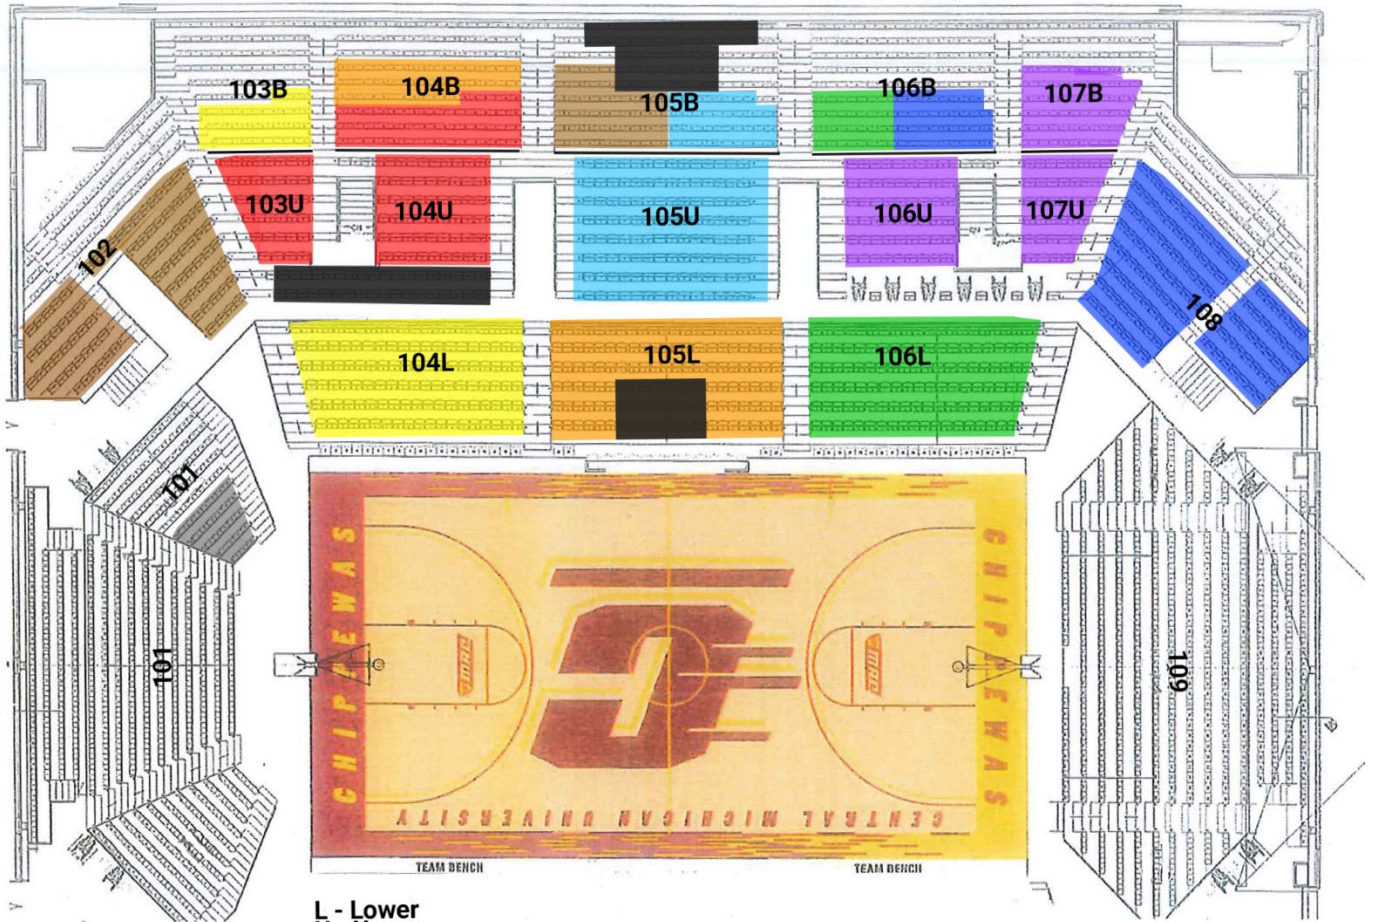 103B
104B
105B
106B
107B
103U
104U
105U
106U
107U
102
108
104L
105L
106L
101
101
109
CHIPPEWAS
CHIPPEWAS
CENTRAL MICHIGAN UNIVERSITY
TEAM BENCH
TEAM BENCH
L - Lower